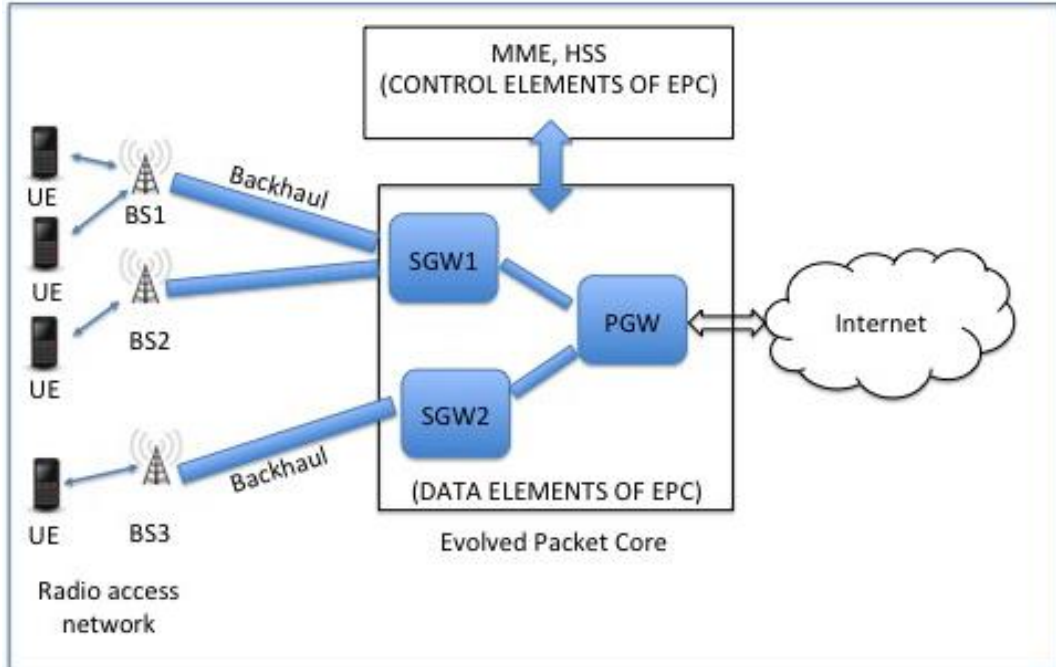 MME, HSS
(CONTROL ELEMENTS OF EPC)
UE
BS1
Backhaul
UE
BS2
UE
SGW1
PGW
Internet
SGW2
Backhaul
UE
BS3
(DATA ELEMENTS OF EPC)
Evolved Packet Core
Radio access
network